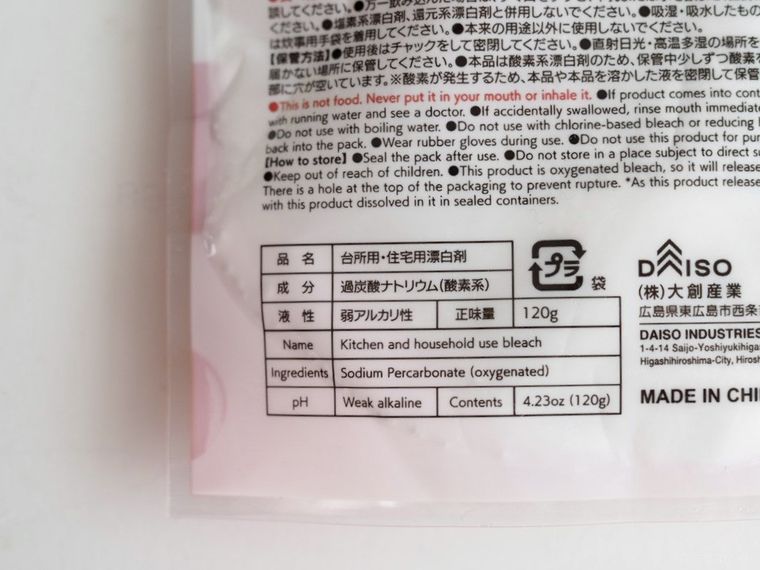 談してください。●万一飲み込んだ場合は、
ください。●塩素系漂白剤、還元系漂白剤と併用しないでください。●吸湿・吸水したもの
は炊事用手袋を着用してください。●本来の用途以外に使用しないでください。
【保管方法】●使用後はチャックをして密閉してください。●直射日光・高温多湿の場所を
届かない場所に保管してください。●本品は酸素系漂白剤のため、保管中少しずつ酸素を
部に穴が空いています。※酸素が発生するため、本品や本品を溶かした液を密閉して保管
●This is not food. Never put it in your mouth or inhale it. ●If product comes into cont
with running water and see a doctor. ●If accidentally swallowed, rinse mouth immediate
●Do not use with boiling water. ●Do not use with chlorine-based bleach or reducing b
back into the pack. ●Wear rubber gloves during use. ●Do not use this product for pur
【How to store】●Seal the pack after use. ●Do not store in a place subject to direct su
●Keep out of reach of children. ●This product is oxygenated bleach, so it will release
There is a hole at the top of the packaging to prevent rupture. *As this product release
with this product dissolved in it in sealed containers.
品 名 台所用・住宅用漂白剤
成 分 過炭酸ナトリウム(酸素系)
液 性 弱アルカリ性 正味量 120g
Name Kitchen and household use bleach
Ingredients Sodium Percarbonate (oxygenated)
pH Weak alkaline Contents 4.23oz (120g)
プラ 袋
DAISO
(株)大創産業
広島県東広島市西条
DAISO INDUSTRIES
1-4-14 Saijo-Yoshiyukihiga
Higashihiroshima-City, Hirosh
MADE IN CHI